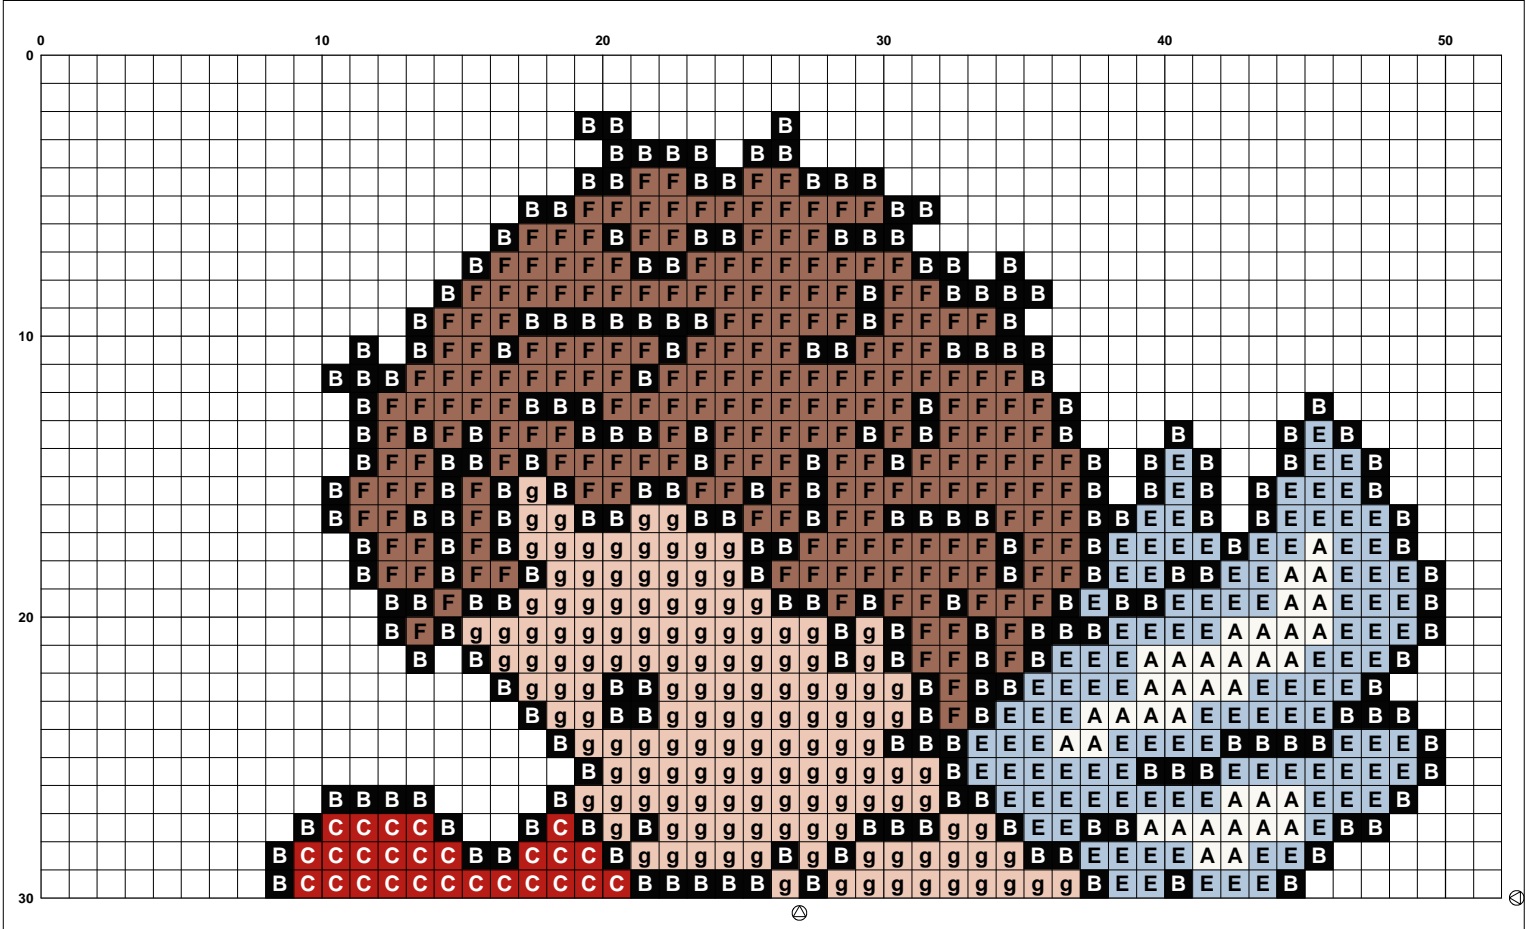 0 10 20 30 40 50
0
B B B
B B B B B B
B B F F B B F F B B B
B B F F F F F F F F F F F B B
B F F F B F F B B F F F B B B
B F F F F F B B F F F F F F F F B B B
B F F F F F F F F F F F F F F B F F B B B B
B F F F B B B B B B B F F F F F B F F F F B
10
B B F F B F F F F F B F F F F B B F F F B B B B
B B B F F F F F F F F B F F F F F F F F F F F F F B
B F F F F F B B B F F F F F F F F F F F B F F F F B B
B F B F B F F F B B B F B F F F F F B F B F F F F B B B E B
B F F B B F B F F F F F B F F F B F F B F F F F F F B B E B B E E B
B F F F B F B g B F F B B F F B F B F F F F F F F F F B B E B B E E E B
B F F B B F B g g B B g g B B F F B F F B B B B F F F B B E E B B E E E E B
B F F B F B g g g g g g g g B B F F F F F F F B F F B E E E E B E E A E E B
B F F B F F B g g g g g g g B F F F F F F F F B F F B E E B B E E A A E E E B
B B F B B g g g g g g g g g B B F B F F B F F F B E B B E E E E A A E E E B
20
B F B g g g g g g g g g g g g g B g B F F B F B B B E E E E A A A A E E E B
B B g g g g g g g g g g g g B g B F F B F B E E E A A A A A A E E E B
B g g g B B g g g g g g g g g B F B B E E E E A A A A E E E E B
B g g B B g g g g g g g g g B F B E E E A A A A E E E E E B B B
B g g g g g g g g g g g B B B E E E A A E E E E B B B B E E E B
B g g g g g g g g g g g g B E E E E E E B B B E E E E E E E B
B B B B B g g g g g g g g g g g g g B B E E E E E E E E A A A E E E B
B C C C C B B C B g B g g g g g g g B B B g g B E E B B A A A A A A E B B
B C C C C C C B B C C C B g g g g g B g B g g g g g g B B E E E E A A E E B
B C C C C C C C C C C C C B B B B B g B g g g g g g g g g B E E B E E E B
30